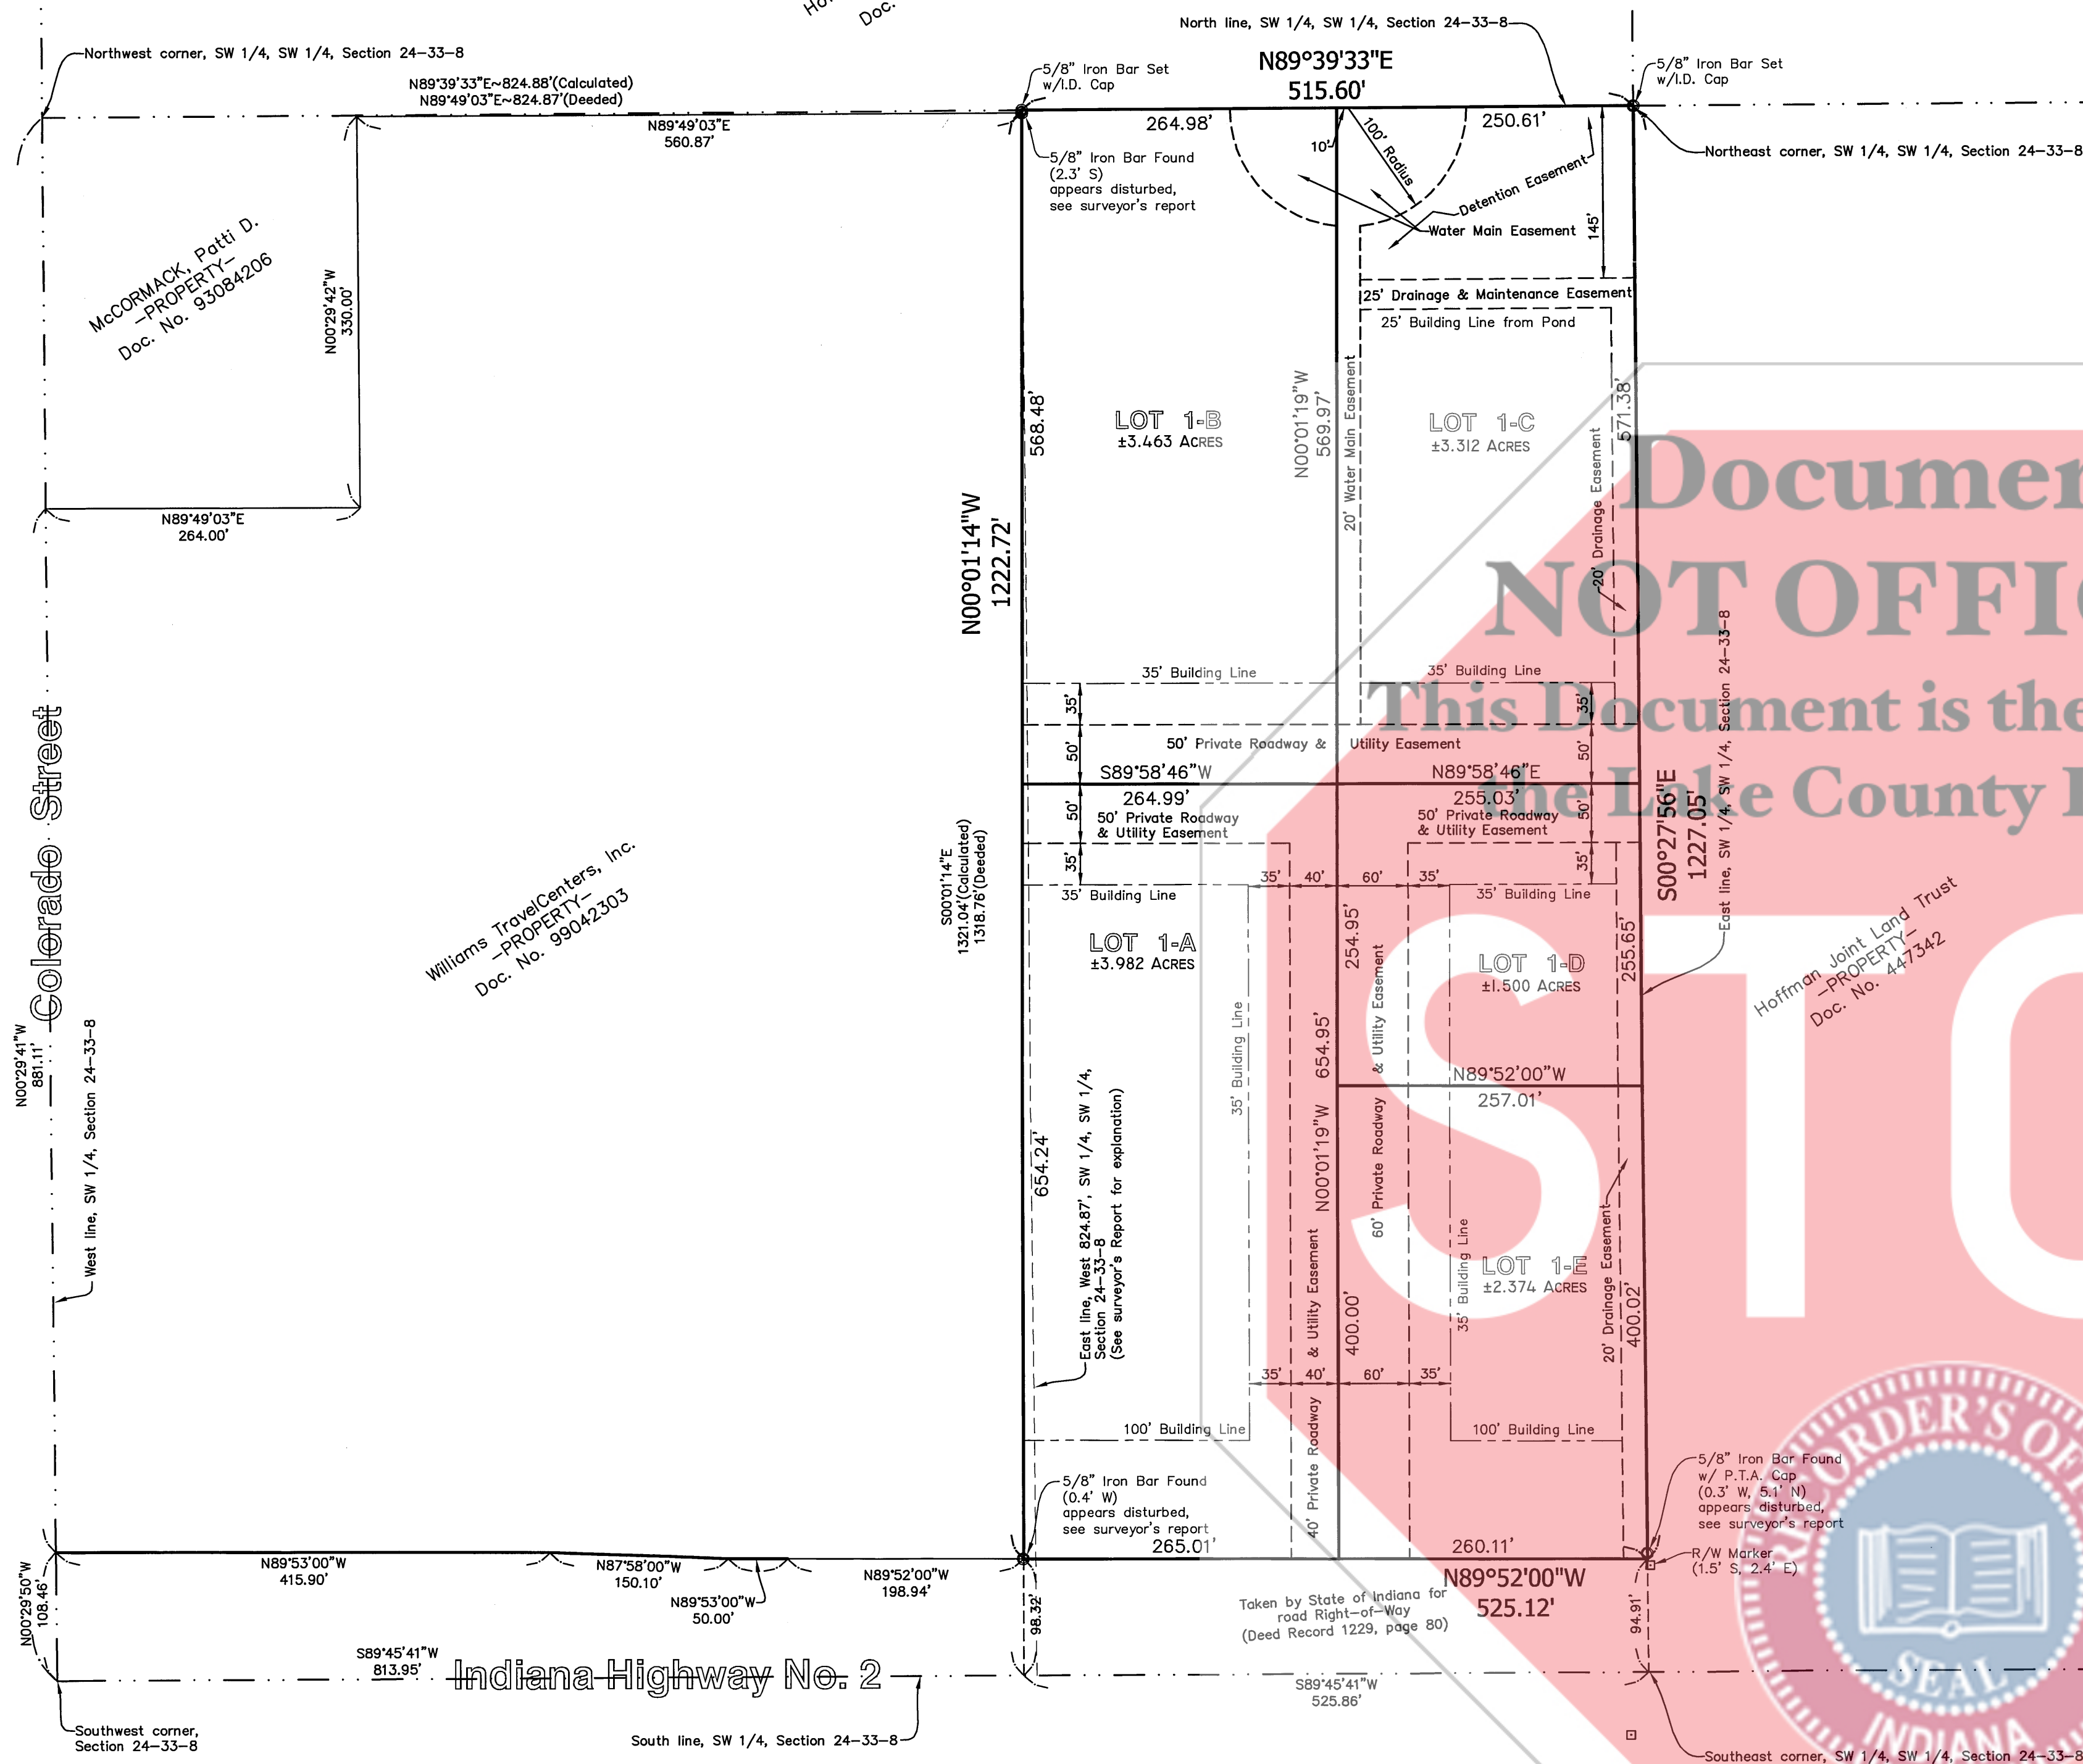 Doc.
North line, SW 1/4, SW 1/4, Section 24-33-8
Northwest corner, SW 1/4, SW 1/4, Section 24-33-8
N89°39'33"E~824.88'(Calculated)
N89°49'03"E~824.87'(Deeded)
N89°49'03"E
560.87'
5/8" Iron Bar Set
w/I.D. Cap
N89°39'33"E
515.60'
5/8" Iron Bar Set
w/I.D. Cap
264.98'
250.61'
10'
100' Radius
Northeast corner, SW 1/4, SW 1/4, Section 24-33-8
5/8" Iron Bar Found
(2.3' S)
appears disturbed,
see surveyor's report
Detention Easement
Water Main Easement
145'
25' Drainage & Maintenance Easement
25' Building Line from Pond
McCORMACK, Patti D.
-PROPERTY-
Doc. No. 93084206
N00°29'42"W
330.00'
N89°49'03"E
264.00'
568.48'
LOT 1-B
±3.463 ACRES
N00°01'19"W
569.97'
20' Water Main Easement
LOT 1-C
±3.312 ACRES
571.38'
20' Drainage Easement
N00°01'14"W
1222.72'
Documen
NOT OFFI
This Document is the
the Lake County
STO
East line, SW 1/4, SW 1/4, Section 24-33-8
35' Building Line
35' Building Line
35'
35'
50'
50' Private Roadway & Utility Easement
50'
S89°58'46"W
N89°58'46"E
264.99'
255.03'
50'
50' Private Roadway
& Utility Easement
50' Private Roadway
& Utility Easement
50'
S00°27'56"E
1227.05'
35'
35'
35' 40' 60' 35'
35' Building Line
35' Building Line
Colorado Street
Williams TravelCenters, Inc.
-PROPERTY-
Doc. No. 99042303
S00°01'14"E
1321.04'(Calculated)
1318.76'(Deeded)
LOT 1-A
±3.982 ACRES
254.95'
LOT 1-D
±1.500 ACRES
255.65'
Hoffman Joint Land Trust
-PROPERTY-
Doc. No. 447342
N00°29'41"W
881.11'
West line, SW 1/4, Section 24-33-8
35' Building Line
654.95'
N00°01'19"W
60' Private Roadway & Utility Easement
N89°52'00"W
257.01'
654.24'
East line, West 824.87', SW 1/4, SW 1/4,
Section 24-33-8
(See surveyor's Report for explanation)
40' Private Roadway & Utility Easement
400.00'
35' Building Line
LOT 1-E
±2.374 ACRES
20' Drainage Easement
400.02'
35' 40' 60' 35'
100' Building Line
100' Building Line
5/8" Iron Bar Found
(0.4' W)
appears disturbed,
see surveyor's report
5/8" Iron Bar Found
w/ P.T.A. Cap
(0.3' W, 5.1' N)
appears disturbed,
see surveyor's report
R/W Marker
(1.5' S, 2.4' E)
265.01'
260.11'
N89°52'00"W
525.12'
N89°53'00"W
415.90'
N87°58'00"W
150.10'
N89°53'00"W
50.00'
N89°52'00"W
198.94'
N00°29'50"W
108.46'
98.32'
Taken by State of Indiana for
road Right-of-Way
(Deed Record 1229, page 80)
94.91'
S89°45'41"W
813.95'
Indiana Highway No. 2
S89°45'41"W
525.86'
Southwest corner,
Section 24-33-8
South line, SW 1/4, Section 24-33-8
Southeast corner, SW 1/4, SW 1/4, Section 24-33-8
RECORDER'S OF
SEAL
INDIANA